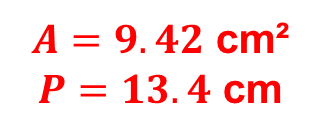 A = 9.42 cm²
P = 13.4 cm